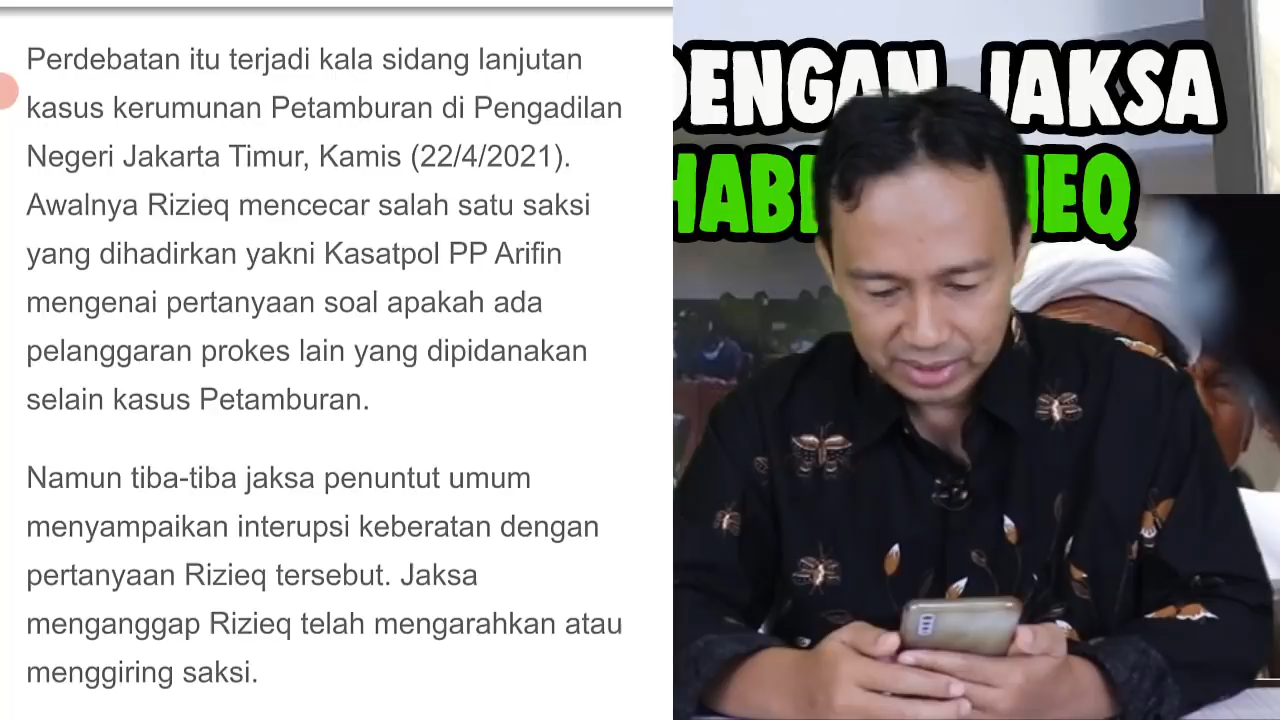 Perdebatan itu terjadi kala sidang lanjutan
kasus kerumunan Petamburan di Pengadilan
Negeri Jakarta Timur, Kamis (22/4/2021).
Awalnya Rizieq mencecar salah satu saksi
yang dihadirkan yakni Kasatpol PP Arifin
mengenai pertanyaan soal apakah ada
pelanggaran prokes lain yang dipidanakan
selain kasus Petamburan.
Namun tiba-tiba jaksa penuntut umum
menyampaikan interupsi keberatan dengan
pertanyaan Rizieq tersebut. Jaksa
menganggap Rizieq telah mengarahkan atau
menggiring saksi.
DENGAN JAKSA